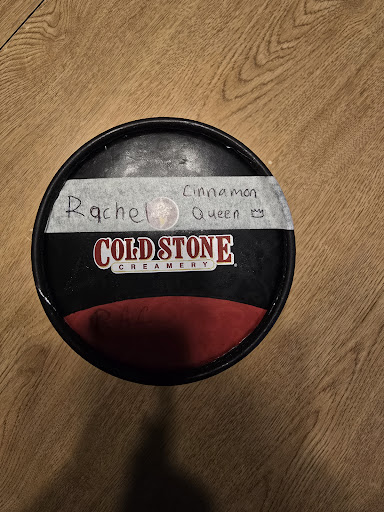 Rachel
Cinnamon
Queen
COLD STONE
CREAMERY